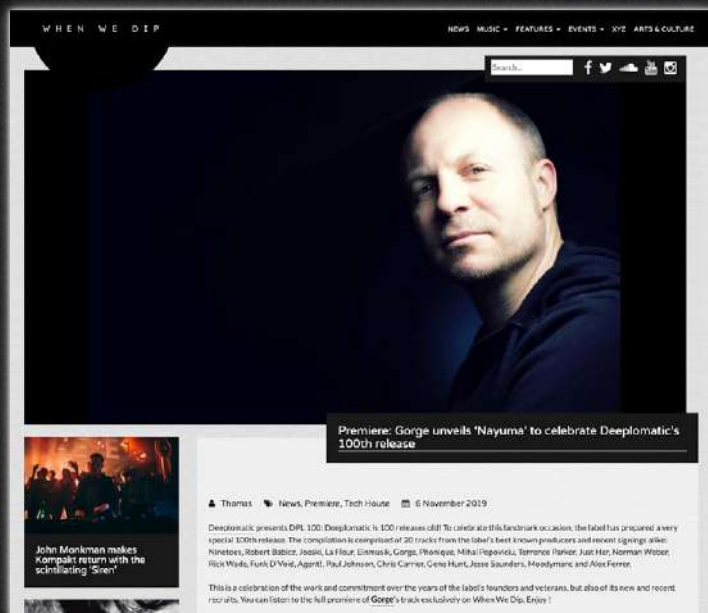 WHEN WE DIP
NEWS MUSIC FEATURES EVENTS XYZ ARTS & CULTURE
Search...
Premiere: Gorge unveils 'Nayuma' to celebrate Deeplomatic's
100th release
Thomas News, Premiere, Tech House 6 November 2019
Deeplomatic presents DPL 100: Deeplomatic is 100 releases old! To celebrate this landmark occasion, the label has prepared a very
special 100th release. The compilation is comprised of 20 tracks from the label's best known producers and recent signings alike:
Ninetoes, Robert Babicz, Jooski, La Fleur, Einmusik, Gorge, Phonique, Mihai Popoviciu, Terrence Parker, Just Her, Norman Weber,
Rick Wade, Funk D'Void, Agent!, Paul Johnson, Chris Carrier, Gene Hunt, Jesse Saunders, Moodymanc and Alex Ferrer.
This is a celebration of the work and commitment over the years of the label's founders and veterans, but also of its new and recent
recruits. You can listen to the full premiere of Gorge's track exclusively on When We Dip. Enjoy !
John Monkman makes
Kompakt return with the
scintillating 'Siren'